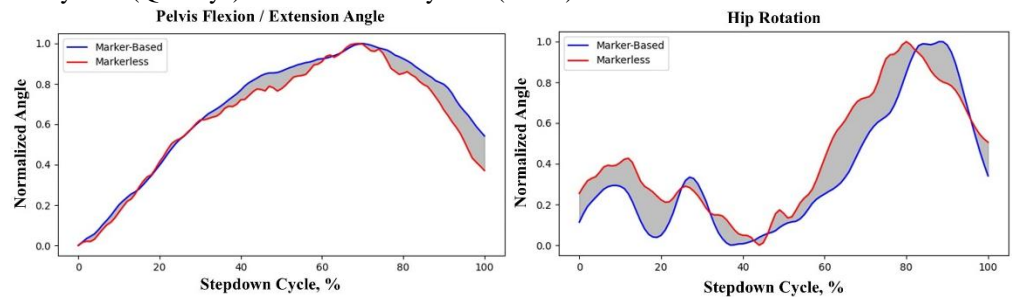 Pelvis Flexion / Extension Angle
Marker-Based
Markerless
Normalized Angle
1.0
0.8
0.6
0.4
0.2
0.0
0 20 40 60 80 100
Stepdown Cycle, %
Hip Rotation
Marker-Based
Markerless
Normalized Angle
1.0
0.8
0.6
0.4
0.2
0.0
0 20 40 60 80 100
Stepdown Cycle, %